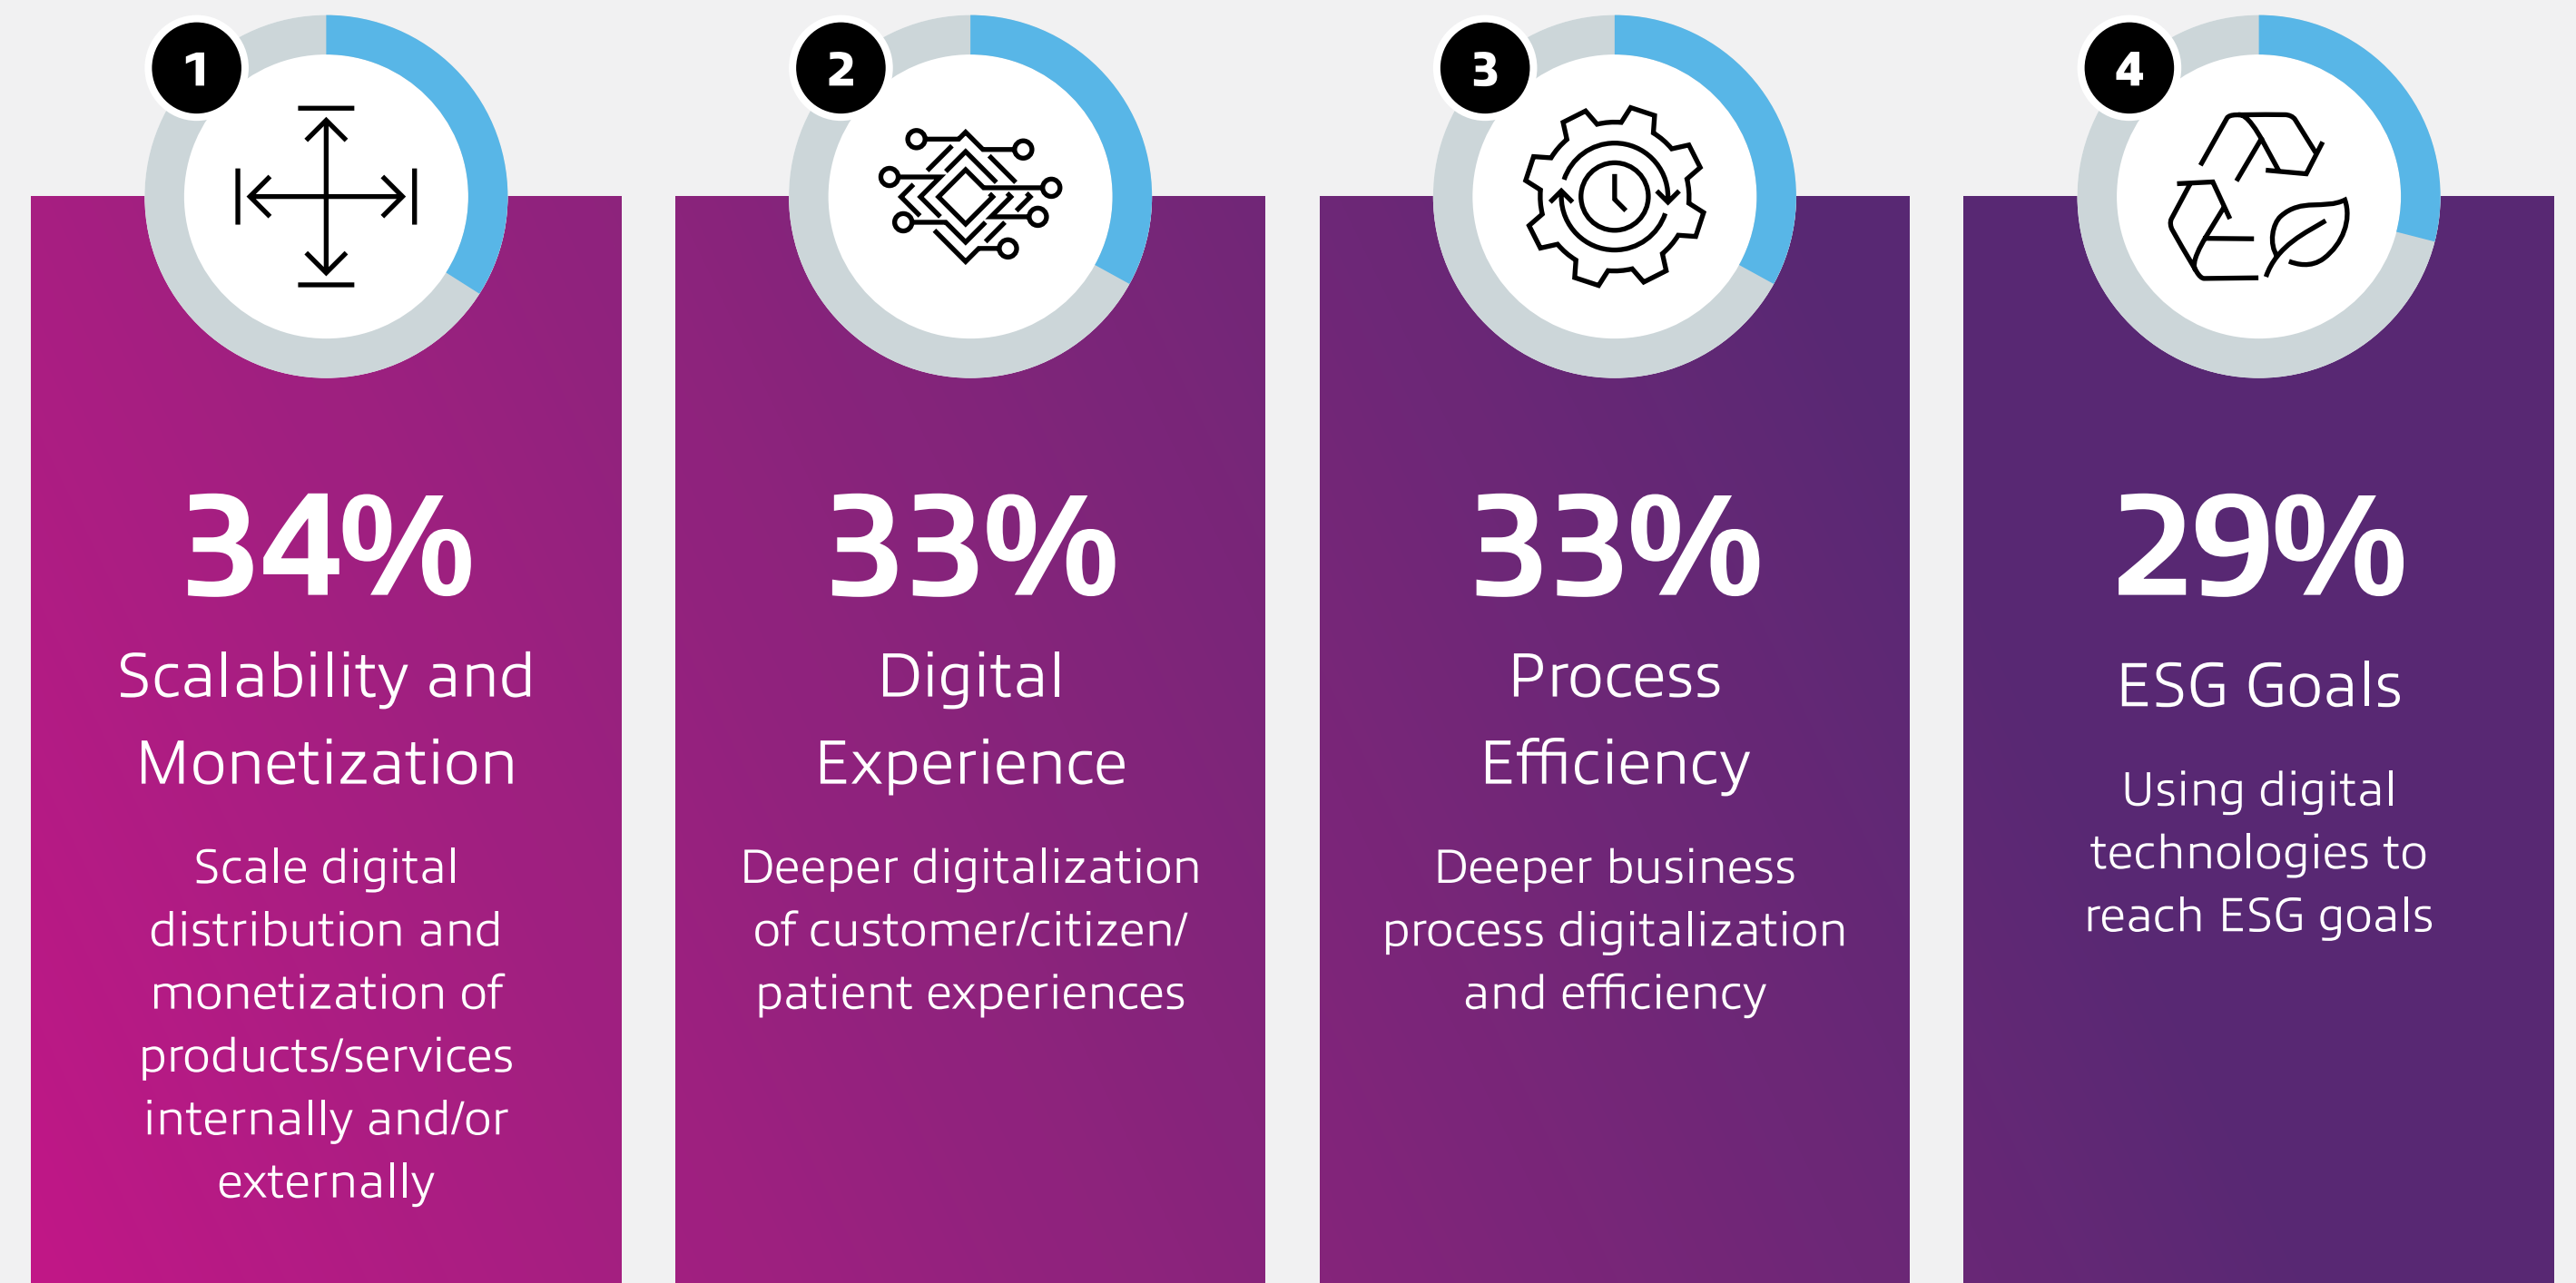 1
34%
Scalability and
Monetization
Scale digital
distribution and
monetization of
products/services
internally and/or
externally
2
33%
Digital
Experience
Deeper digitalization
of customer/citizen/
patient experiences
3
33%
Process
Efficiency
Deeper business
process digitalization
and efficiency
4
29%
ESG Goals
Using digital
technologies to
reach ESG goals